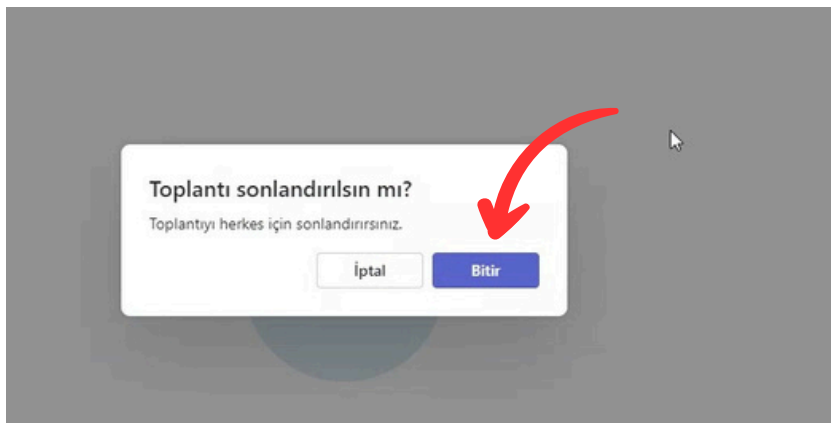 Toplantı sonlandırılsın mı?
Toplantıyı herkes için sonlandırırsınız.
İptal
Bitir